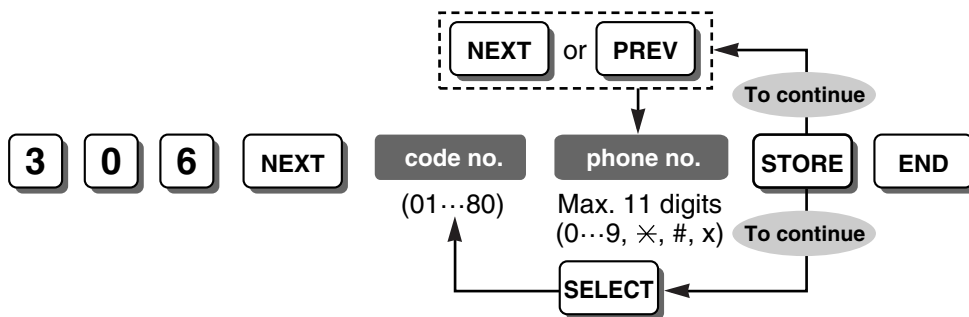 NEXT or PREV
To continue
3 0 6 NEXT code no. phone no. STORE END
(01···80) Max. 11 digits
(0···9, ✳, #, x) To continue
SELECT